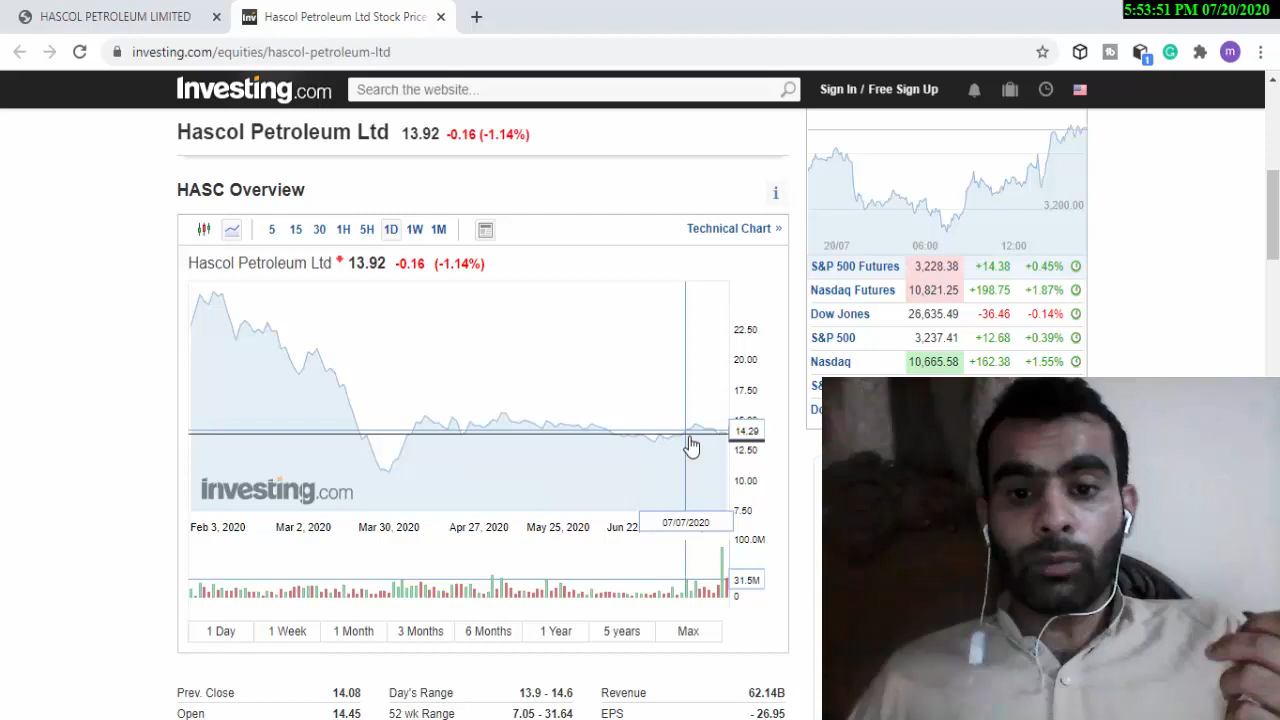 HASCOL PETROLEUM LIMITED
Hascol Petroleum Ltd Stock Price
5:53:51 PM 07/20/2020
investing.com/equities/hascol-petroleum-ltd
1
m
Investing.com
Search the website...
Sign In / Free Sign Up
Hascol Petroleum Ltd 13.92 -0.16 (-1.14%)
HASC Overview
5 15 30 1H 5H 1D 1W 1M
Technical Chart »
Hascol Petroleum Ltd 13.92 -0.16 (-1.14%)
22.50
20.00
17.50
14.29
12.50
10.00
7.50
investing.com
Feb 3, 2020 Mar 2, 2020 Mar 30, 2020 Apr 27, 2020 May 25, 2020 Jun 22
07/07/2020
100.0M
31.5M
0
1 Day 1 Week 1 Month 3 Months 6 Months 1 Year 5 years Max
Prev. Close 14.08 Day's Range 13.9 - 14.6 Revenue 62.14B
Open 14.45 52 wk Range 7.05 - 31.64 EPS - 26.95
3,200.00
20/07 06:00 12:00
S&P 500 Futures 3,228.38 +14.38 +0.45%
Nasdaq Futures 10,821.25 +198.75 +1.87%
Dow Jones 26,635.49 -36.46 -0.14%
S&P 500 3,237.41 +12.68 +0.39%
Nasdaq 10,665.58 +162.38 +1.55%